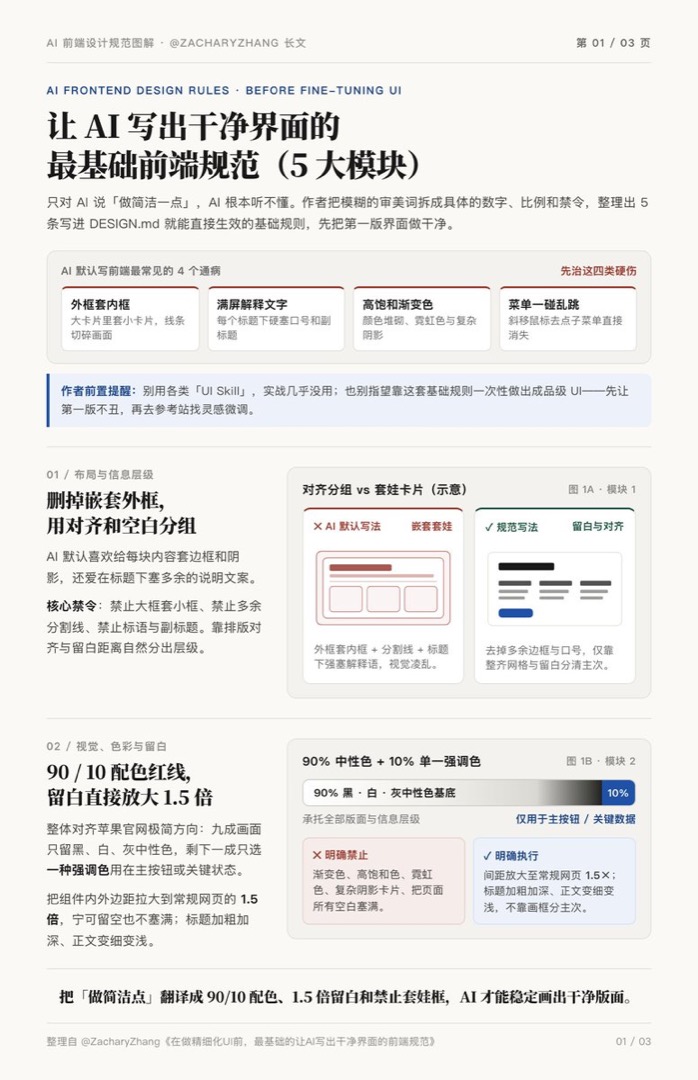 AI 前端设计规范图解 · @ZACHARYZHANG 长文
第 01 / 03 页
AI FRONTEND DESIGN RULES · BEFORE FINE-TUNING UI
让 AI 写出干净界面的
最基础前端规范（5 大模块）
只对 AI 说「做简洁一点」，AI 根本听不懂。作者把模糊的审美词拆成具体的数字、比例和禁令，整理出 5
条写进 DESIGN.md 就能直接生效的基础规则，先把第一版界面做干净。
AI 默认写前端最常见的 4 个通病
先治这四类硬伤
外框套内框
大卡片里套小卡片，线条
切碎画面
满屏解释文字
每个标题下硬塞口号和副
标题
高饱和渐变色
颜色堆砌、霓虹色与复杂
阴影
菜单一碰乱跳
斜移鼠标去点子菜单直接
消失
作者前置提醒：别用各类「UI Skill」，实战几乎没用；也别指望靠这套基础规则一次性做出成品级 UI——先让
第一版不丑，再去参考站找灵感微调。
01 / 布局与信息层级
删掉嵌套外框，
用对齐和空白分组
AI 默认喜欢给每块内容套边框和阴
影，还爱在标题下塞多余的说明文案。
核心禁令：禁止大框套小框、禁止多余
分割线、禁止标语与副标题。靠排版对
齐与留白距离自然分出层级。
对齐分组 vs 套娃卡片（示意）
图 1A · 模块 1
✕ AI 默认写法
嵌套套娃
外框套内框 + 分割线 + 标题
下强塞解释语，视觉凌乱。
✓ 规范写法
留白与对齐
去掉多余边框与口号，仅靠
整齐网格与留白分清主次。
02 / 视觉、色彩与留白
90 / 10 配色红线，
留白直接放大 1.5 倍
整体对齐苹果官网极简方向：九成画面
只留黑、白、灰中性色，剩下一成只选
一种强调色用在主按钮或关键状态。
把组件内外边距拉大到常规网页的 1.5
倍，宁可留空也不塞满；标题加粗加
深、正文变细变浅。
90% 中性色 + 10% 单一强调色
图 1B · 模块 2
90% 黑 · 白 · 灰中性色基底
10%
承托全部版面与信息层级
仅用于主按钮 / 关键数据
✕ 明确禁止
渐变色、高饱和色、霓虹
色、复杂阴影卡片、把页面
所有空白塞满。
✓ 明确执行
间距放大至常规网页 1.5×；
标题加粗加深、正文变细变
浅，不靠画框分主次。
把「做简洁点」翻译成 90/10 配色、1.5 倍留白和禁止套娃框，AI 才能稳定画出干净版面。
整理自 @ZacharyZhang《在做精细化UI前，最基础的让AI写出干净界面的前端规范》
01 / 03